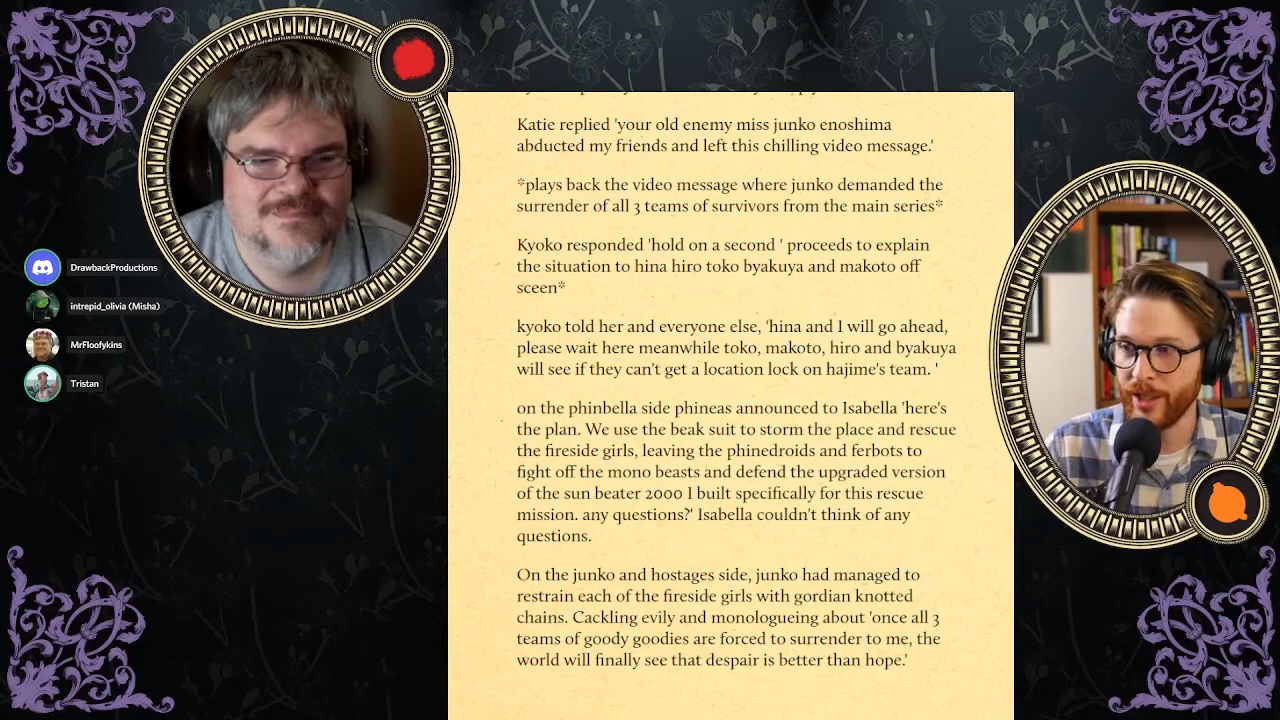 Katie replied 'your old enemy miss junko enoshima
abducted my friends and left this chilling video message.'
*plays back the video message where junko demanded the
surrender of all 3 teams of survivors from the main series*
Kyoko responded 'hold on a second ' proceeds to explain
the situation to hina hiro toko byakuya and makoto off
sceen*
kyoko told her and everyone else, 'hina and I will go ahead,
please wait here meanwhile toko, makoto, hiro and byakuya
will see if they can't get a location lock on hajime's team. '
on the phinbella side phineas announced to Isabella 'here's
the plan. We use the beak suit to storm the place and rescue
the fireside girls, leaving the phinedroids and ferbots to
fight off the mono beasts and defend the upgraded version
of the sun beater 2000 I built specifically for this rescue
mission. any questions?' Isabella couldn't think of any
questions.
On the junko and hostages side, junko had managed to
restrain each of the fireside girls with gordian knotted
chains. Cackling evily and monologueing about 'once all 3
teams of goody goodies are forced to surrender to me, the
world will finally see that despair is better than hope.'
DrawbackProductions
intrepid_olivia (Misha)
MrFloofykins
Tristan